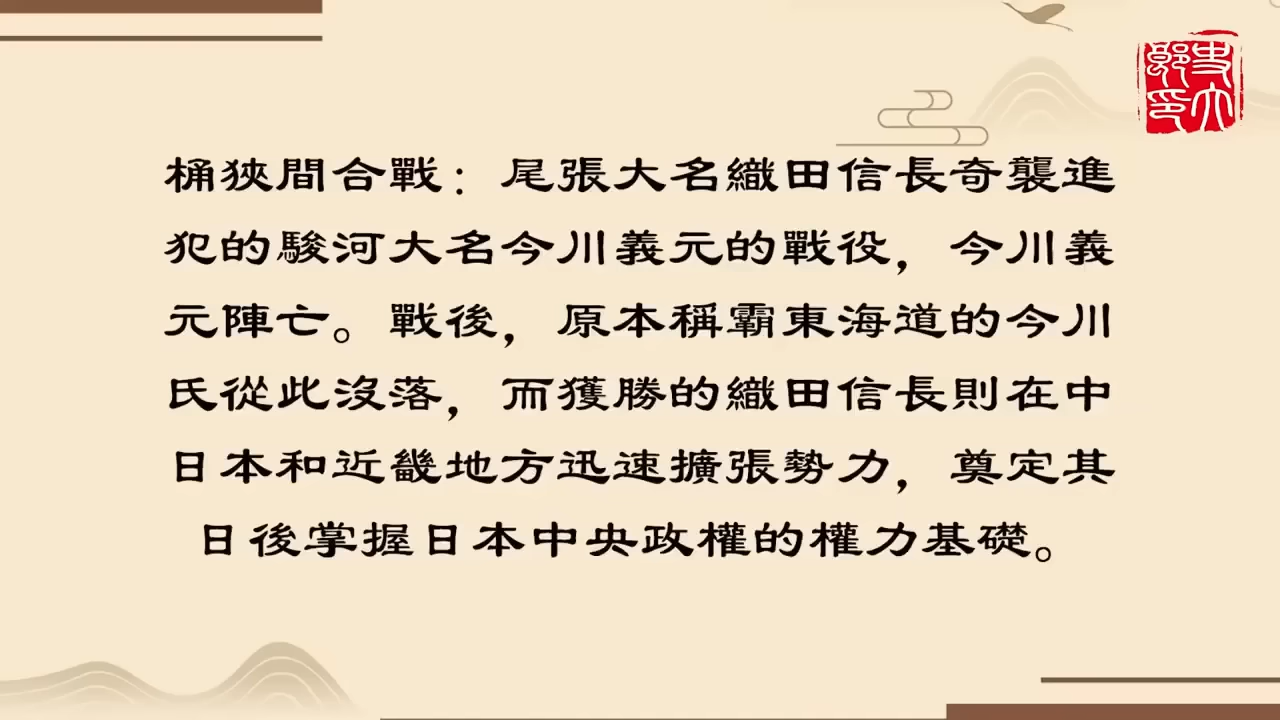 桶狹間合戰：尾張大名織田信長奇襲進
犯的駿河大名今川義元的戰役，今川義
元陣亡。戰後，原本稱霸東海道的今川
氏從此沒落，而獲勝的織田信長則在中
日本和近畿地方迅速擴張勢力，奠定其
日後掌握日本中央政權的權力基礎。